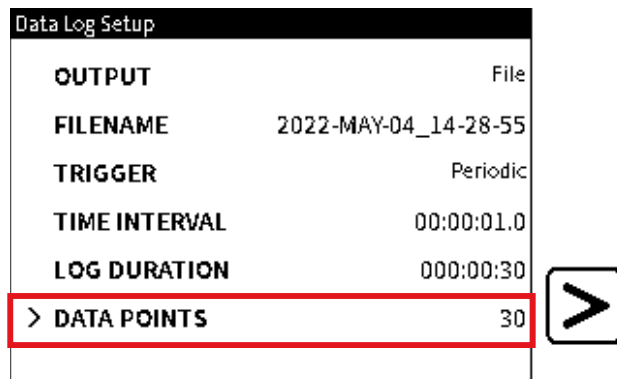 Data Log Setup
OUTPUT File
FILENAME 2022-MAY-04_14-28-55
TRIGGER Periodic
TIME INTERVAL 00:00:01.0
LOG DURATION 000:00:30
> DATA POINTS 30
>